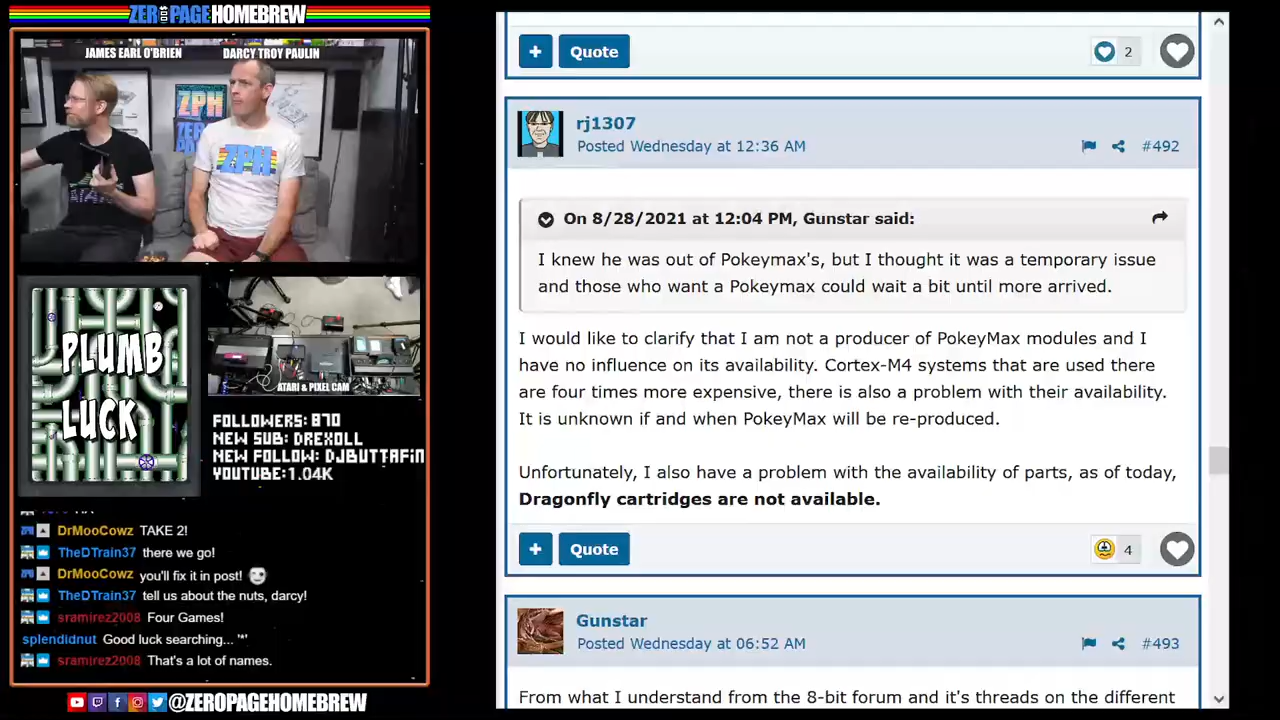 ZERO PAGE HOMEBREW
JAMES EARL O'BRIEN
DARCY TROY PAULIN
ZPH
ZPH
PLUMB
LUCK
ATARI & PIXEL CAM
FOLLOWERS: 870
NEW SUB: DREXOLL
NEW FOLLOW: DJBUTTAFIN
YOUTUBE: 1.04K
DrMooCowz TAKE 2!
TheDTrain37 there we go!
DrMooCowz you'll fix it in post!
TheDTrain37 tell us about the nuts, darcy!
sramirez2008 Four Games!
splendidnut Good luck searching... '*'
sramirez2008 That's a lot of names.
@ZEROPAGEHOMEBREW
+ Quote 2
rj1307
Posted Wednesday at 12:36 AM #492
On 8/28/2021 at 12:04 PM, Gunstar said:
I knew he was out of Pokeymax's, but I thought it was a temporary issue
and those who want a Pokeymax could wait a bit until more arrived.
I would like to clarify that I am not a producer of PokeyMax modules and I
have no influence on its availability. Cortex-M4 systems that are used there
are four times more expensive, there is also a problem with their availability.
It is unknown if and when PokeyMax will be re-produced.
Unfortunately, I also have a problem with the availability of parts, as of today,
Dragonfly cartridges are not available.
+ Quote 4
Gunstar
Posted Wednesday at 06:52 AM #493
From what I understand from the 8-bit forum and it's threads on the different